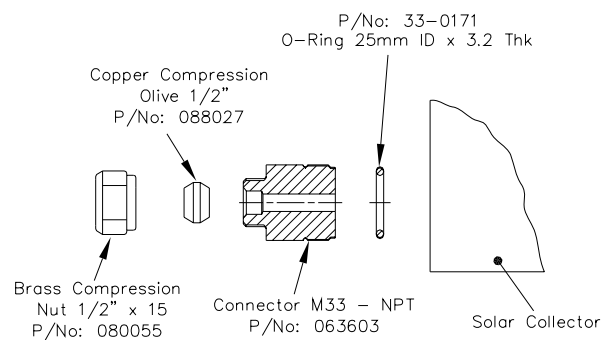 P/No: 33-0171
O-Ring 25mm ID x 3.2 Thk
Copper Compression
Olive 1/2"
P/No: 088027
Brass Compression
Nut 1/2" x 15
P/No: 080055
Connector M33 - NPT
P/No: 063603
Solar Collector